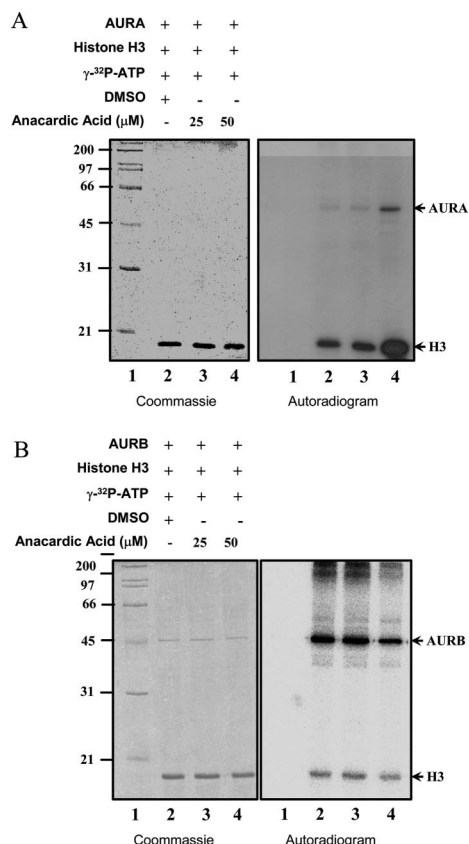 A
AURA + + +
Histone H3 + + +
γ-³²P-ATP + + +
DMSO + - -
Anacardic Acid (μM) - 25 50
200
97
66
45
31
21
AURA
H3
1 2 3 4 1 2 3 4
Coommassie Autoradiogram
B
AURB + + +
Histone H3 + + +
γ-³²P-ATP + + +
DMSO + - -
Anacardic Acid (μM) - 25 50
200
97
66
45
31
21
AURB
H3
1 2 3 4 1 2 3 4
Coommassie Autoradiogram